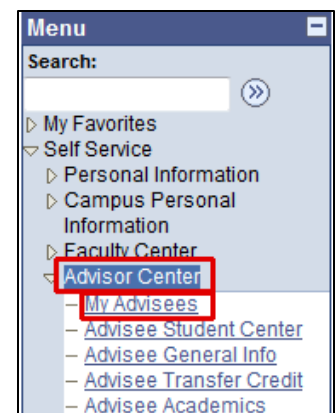 Menu
Search:
My Favorites
Self Service
Personal Information
Campus Personal
Information
Faculty Center
Advisor Center
– My Advisees
– Advisee Student Center
– Advisee General Info
– Advisee Transfer Credit
– Advisee Academics